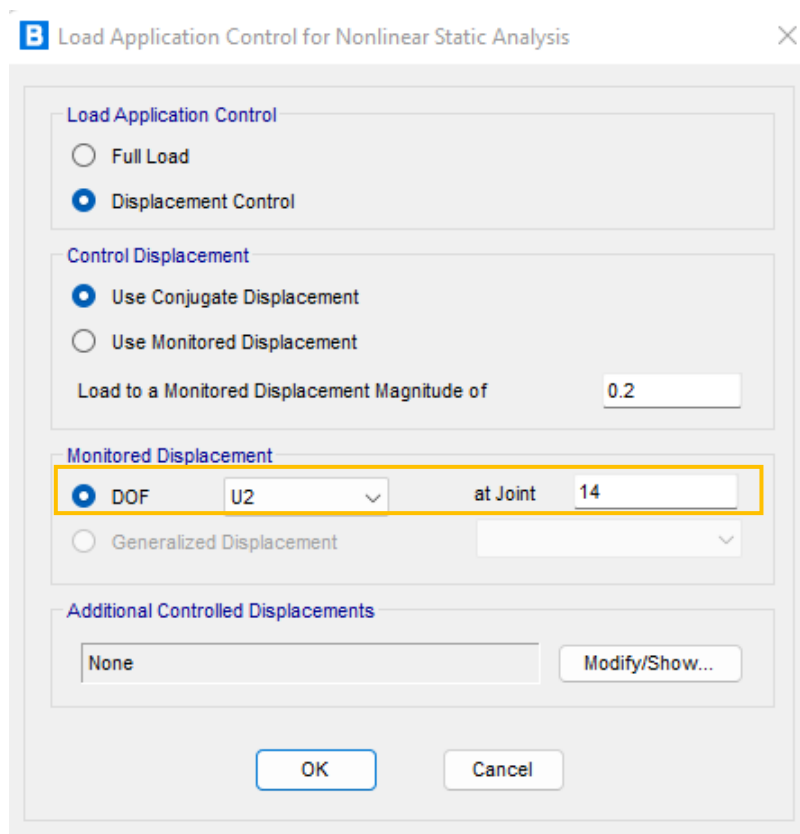 B Load Application Control for Nonlinear Static Analysis
Load Application Control
Full Load
Displacement Control
Control Displacement
Use Conjugate Displacement
Use Monitored Displacement
Load to a Monitored Displacement Magnitude of 0.2
Monitored Displacement
DOF U2 at Joint 14
Generalized Displacement
Additional Controlled Displacements
None Modify/Show...
OK Cancel